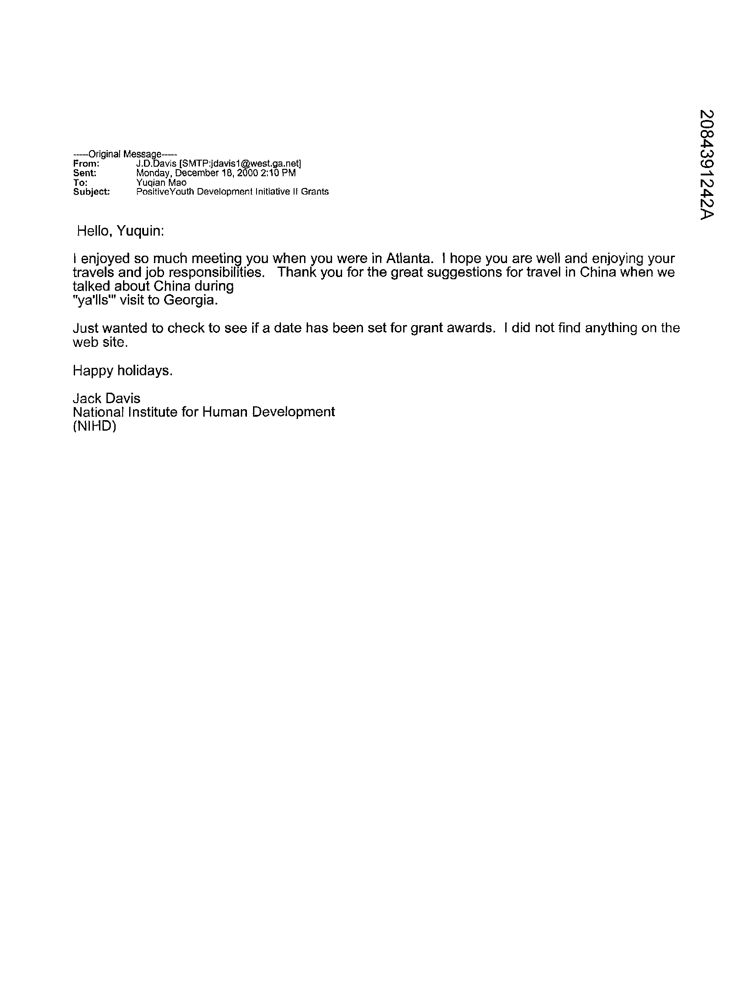 -----Original Message-----
From: J.D.Davis [SMTP:jdavis1@west.ga.net]
Sent: Monday, December 18, 2000 2:10 PM
To: Yuqian Mao
Subject: PositiveYouth Development Initiative II Grants
Hello, Yuquin:
I enjoyed so much meeting you when you were in Atlanta. I hope you are well and enjoying your
travels and job responsibilities. Thank you for the great suggestions for travel in China when we
talked about China during
"ya'lls'" visit to Georgia.
Just wanted to check to see if a date has been set for grant awards. I did not find anything on the
web site.
Happy holidays.
Jack Davis
National Institute for Human Development
(NIHD)
2084391242A